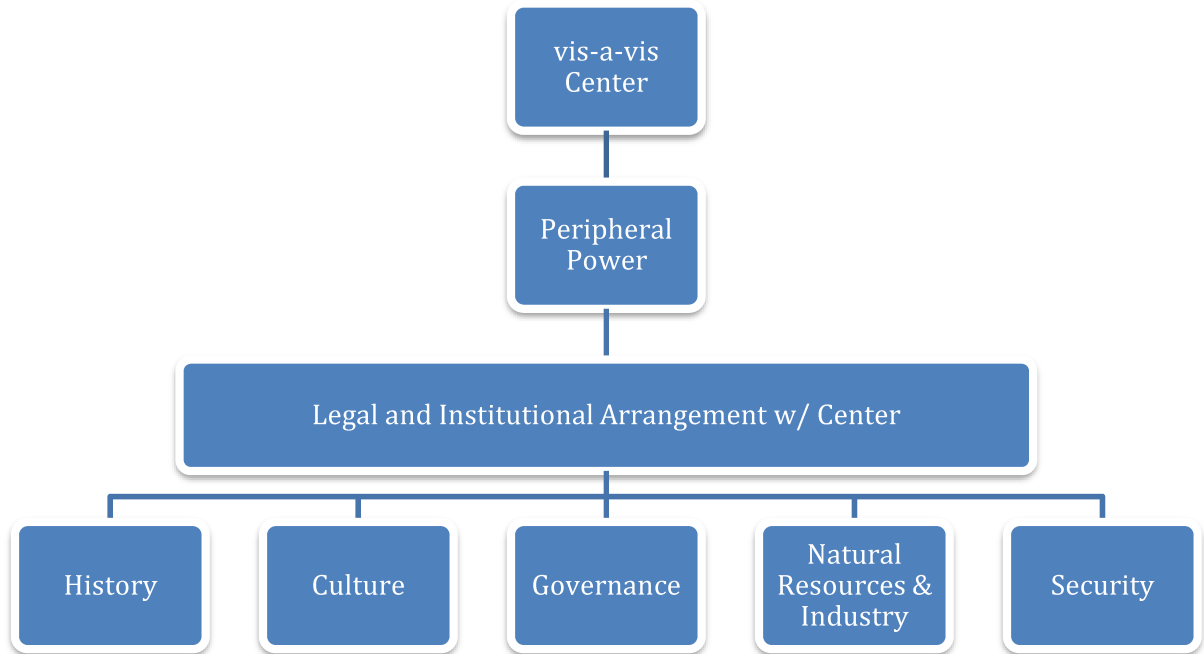 vis-a-vis
Center
Peripheral
Power
Legal and Institutional Arrangement w/ Center
History
Culture
Governance
Natural
Resources &
Industry
Security